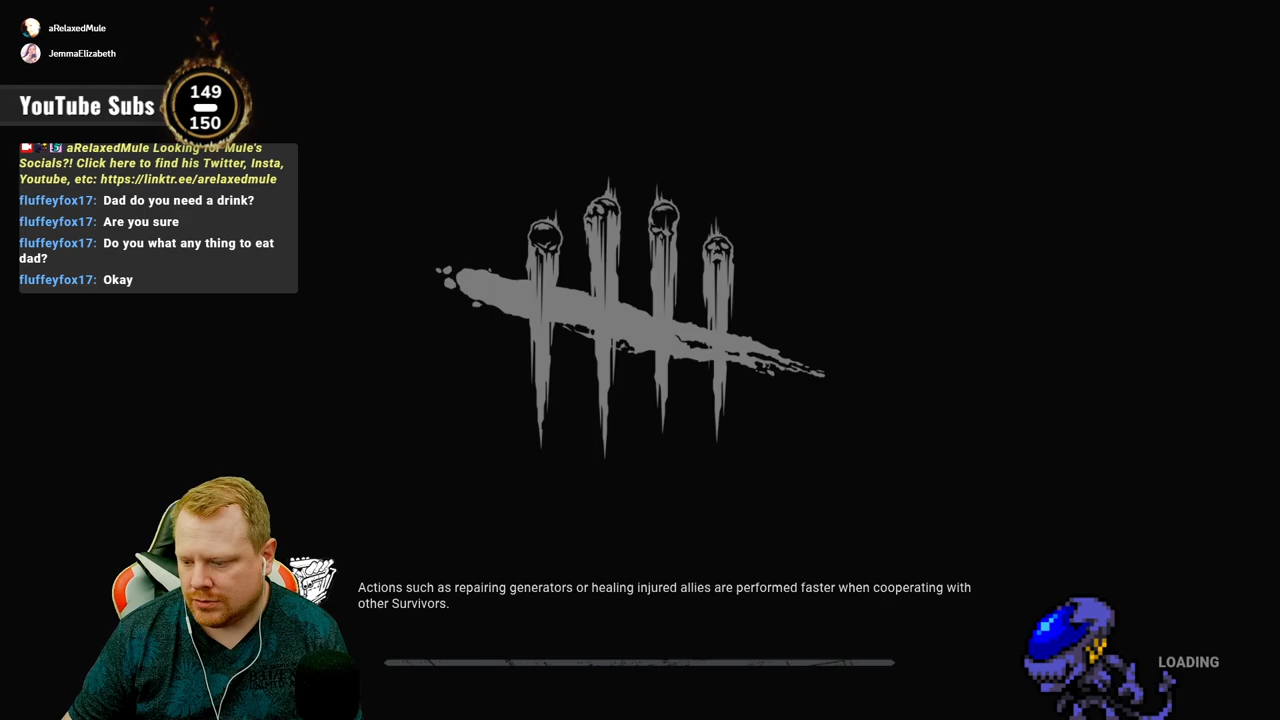 aRelaxedMule
JemmaElizabeth
YouTube Subs
149
150
aRelaxedMule Looking for Mule's
Socials?! Click here to find his Twitter, Insta,
Youtube, etc: https://linktr.ee/arelaxedmule
fluffeyfox17: Dad do you need a drink?
fluffeyfox17: Are you sure
fluffeyfox17: Do you what any thing to eat
dad?
fluffeyfox17: Okay
Actions such as repairing generators or healing injured allies are performed faster when cooperating with
other Survivors.
LOADING